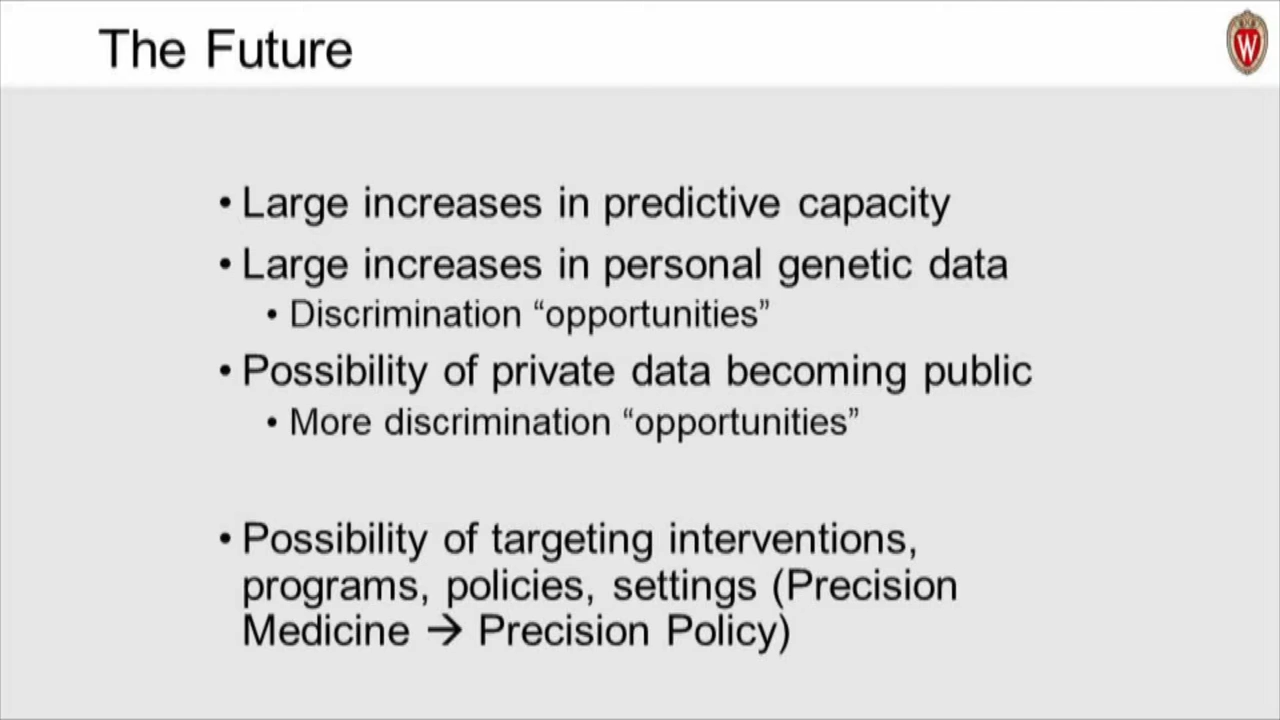 The Future
W
• Large increases in predictive capacity
• Large increases in personal genetic data
• Discrimination “opportunities”
• Possibility of private data becoming public
• More discrimination “opportunities”
• Possibility of targeting interventions,
programs, policies, settings (Precision
Medicine → Precision Policy)